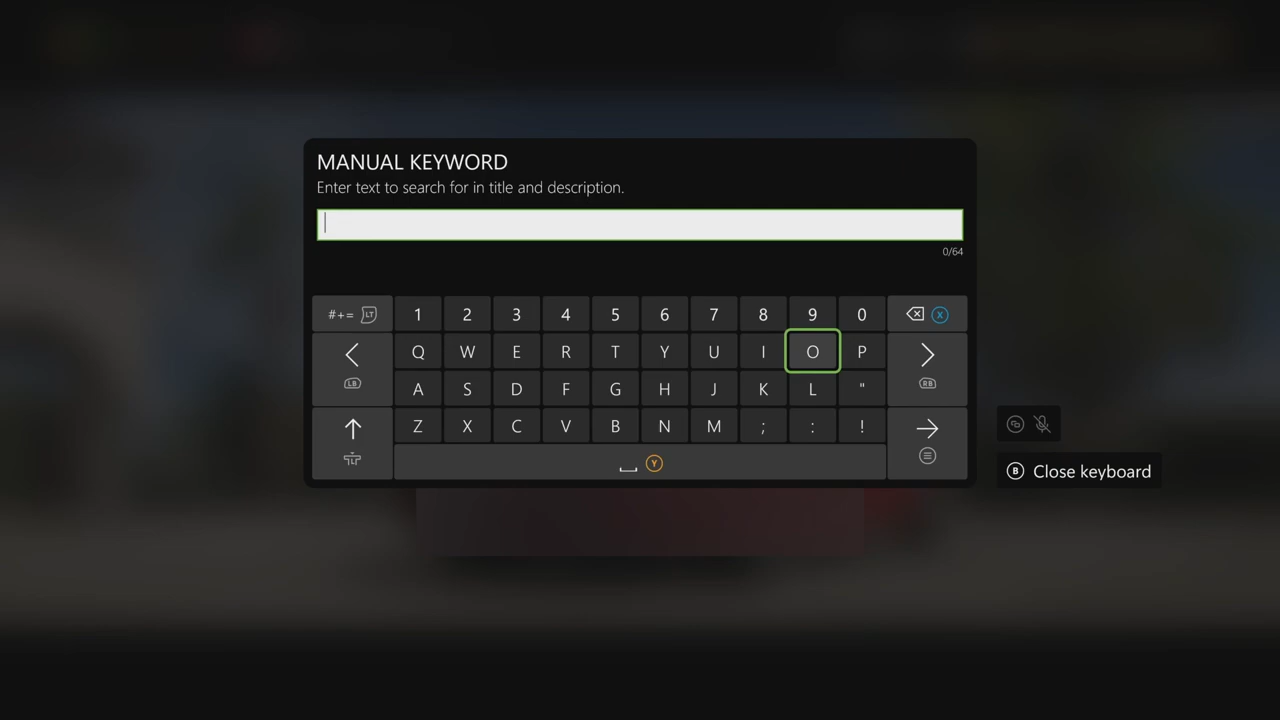 MANUAL KEYWORD
Enter text to search for in title and description.
0/64
#+= LT 1 2 3 4 5 6 7 8 9 0 X
Q W E R T Y U I O P
LB A S D F G H J K L " RB
Z X C V B N M ; : !
Y
B Close keyboard